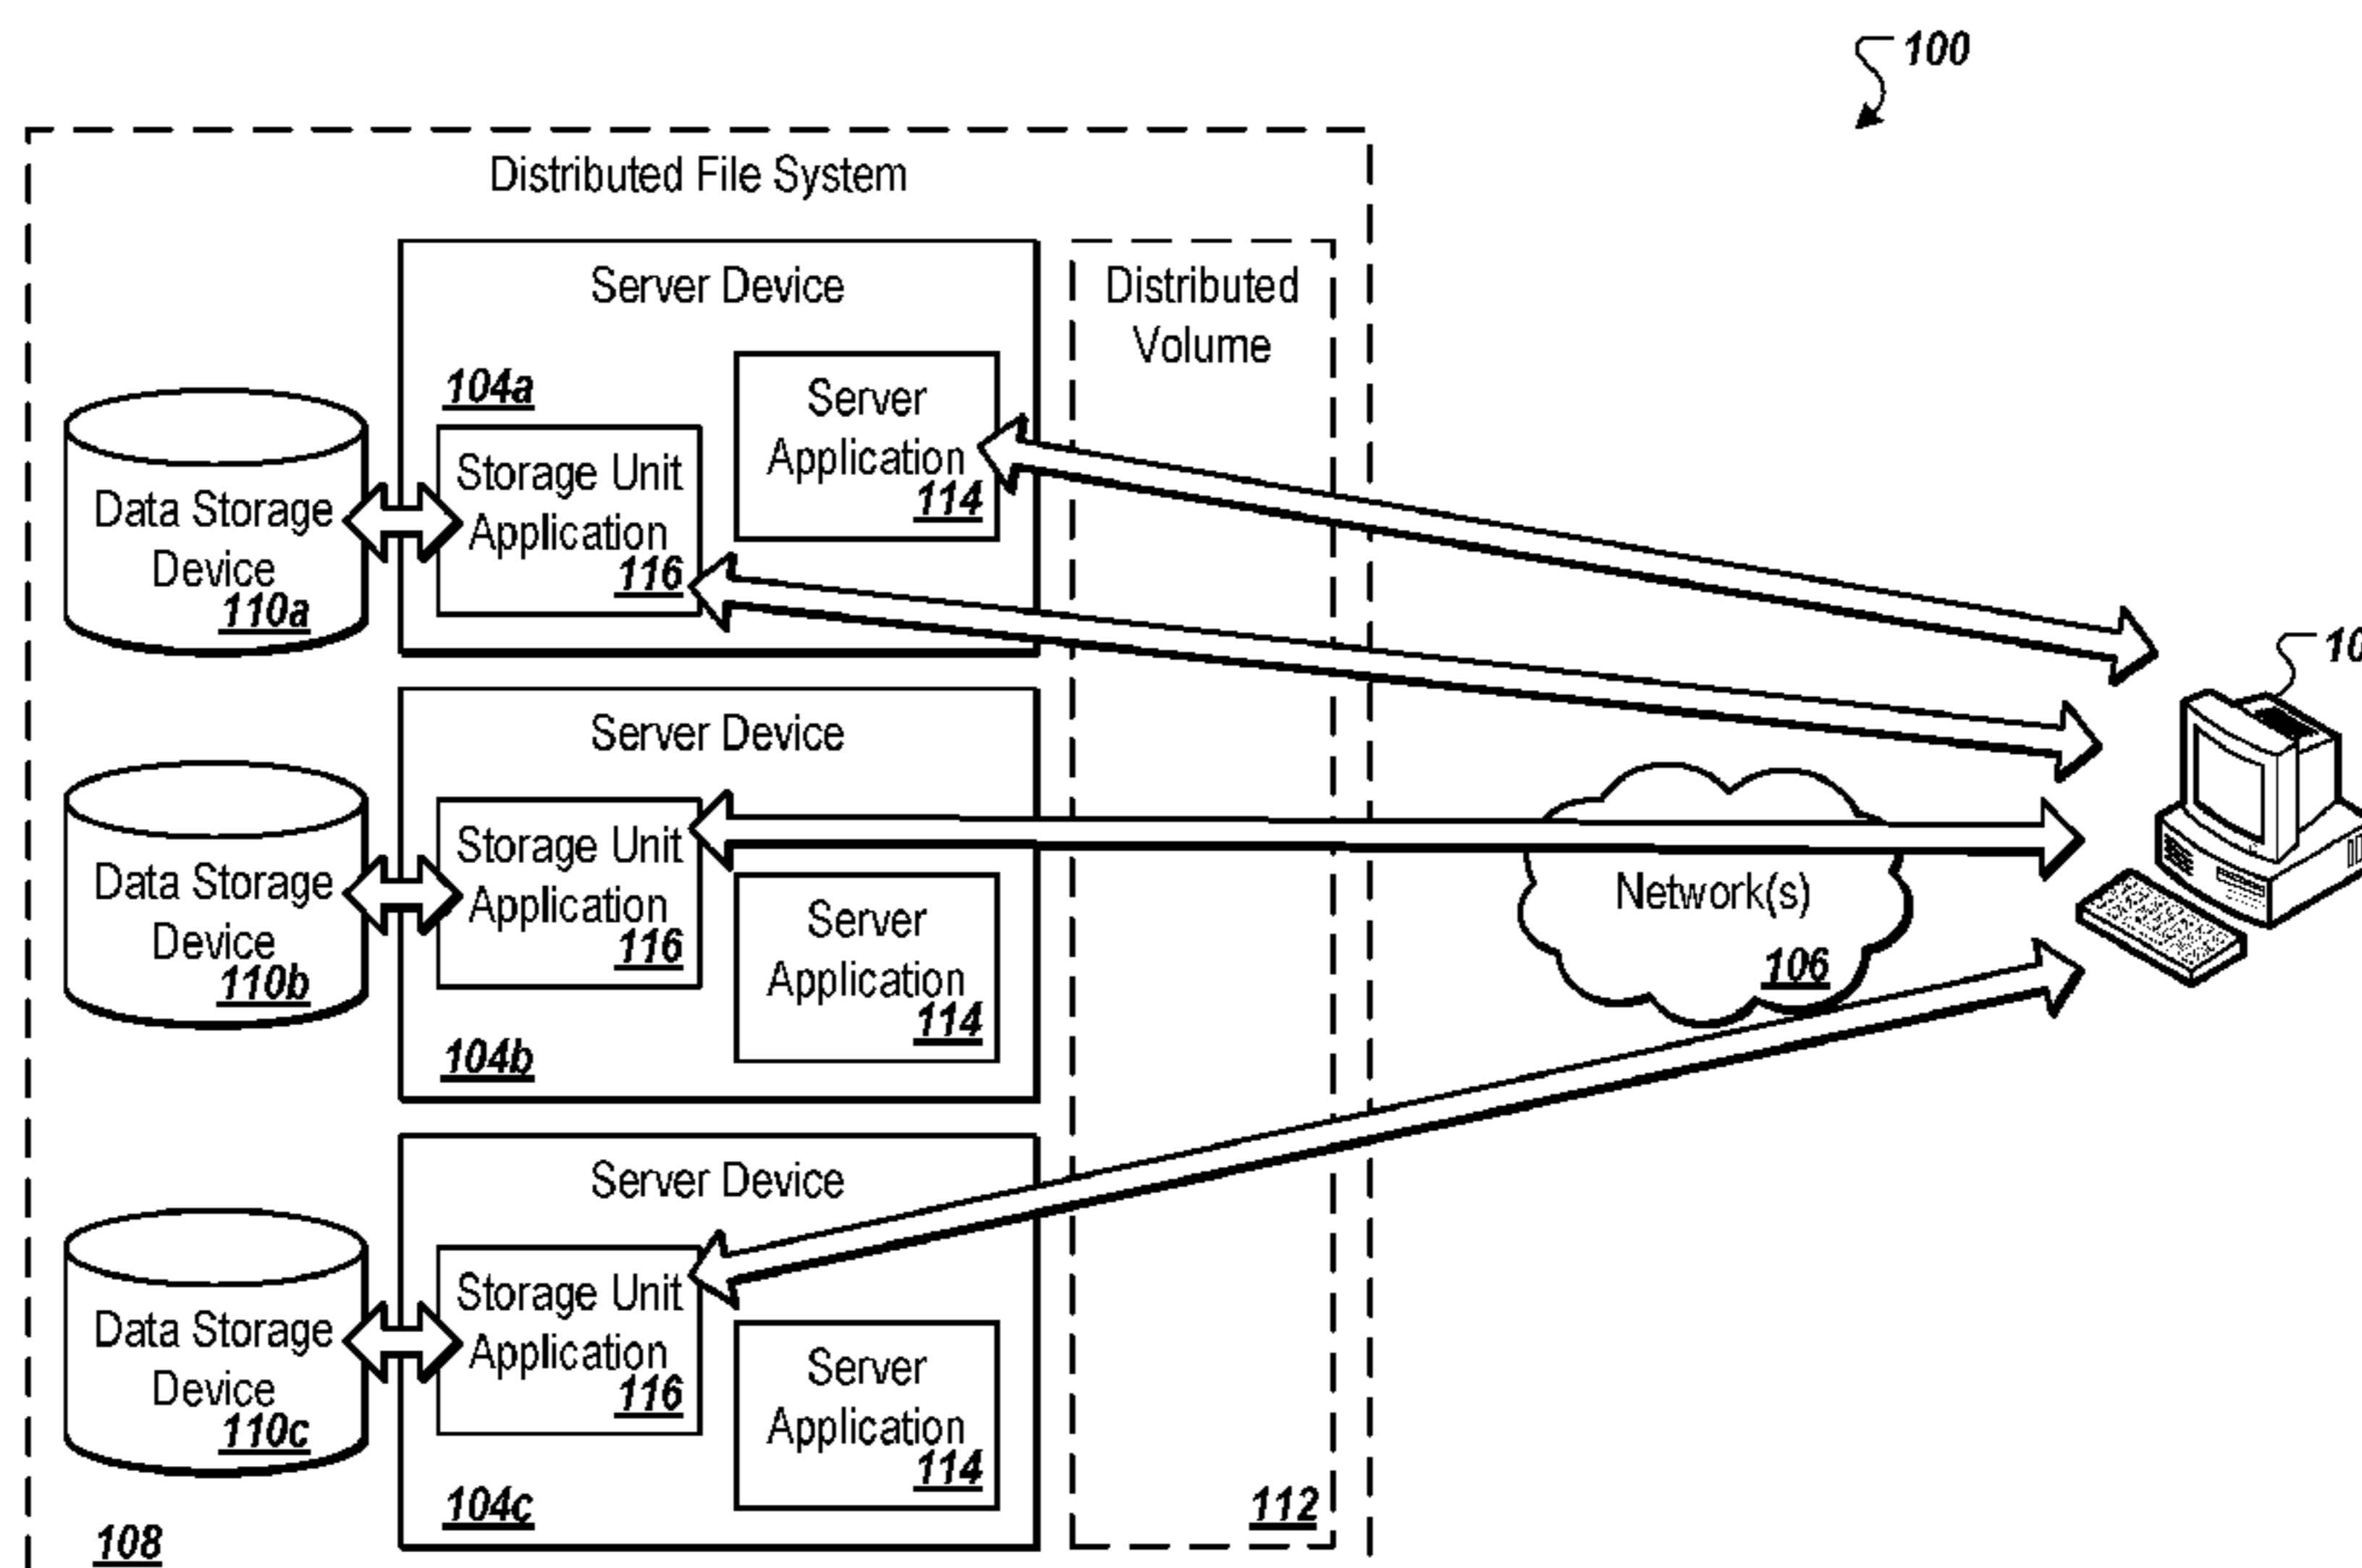 100
Distributed File System
Server Device
Distributed
Volume
104a
Server
Application
114
Storage Unit
Application
116
Data Storage
Device
110a
Server Device
Storage Unit
Application
116
Data Storage
Device
110b
Server
Application
114
104b
Network(s)
106
Server Device
Storage Unit
Application
116
Data Storage
Device
110c
Server
Application
114
104c
112
108